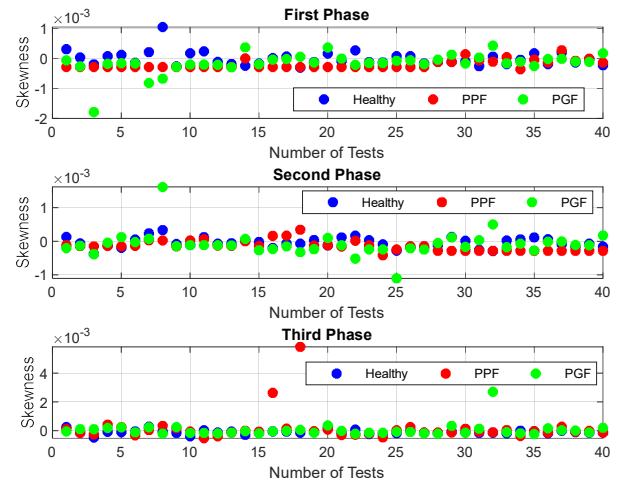 First Phase
×10⁻³
1
0
-1
-2
Skewness
Healthy PPF PGF
0 5 10 15 20 25 30 35 40
Number of Tests
Second Phase
×10⁻³
1
0
-1
Skewness
Healthy PPF PGF
0 5 10 15 20 25 30 35 40
Number of Tests
Third Phase
×10⁻³
4
2
0
Skewness
Healthy PPF PGF
0 5 10 15 20 25 30 35 40
Number of Tests